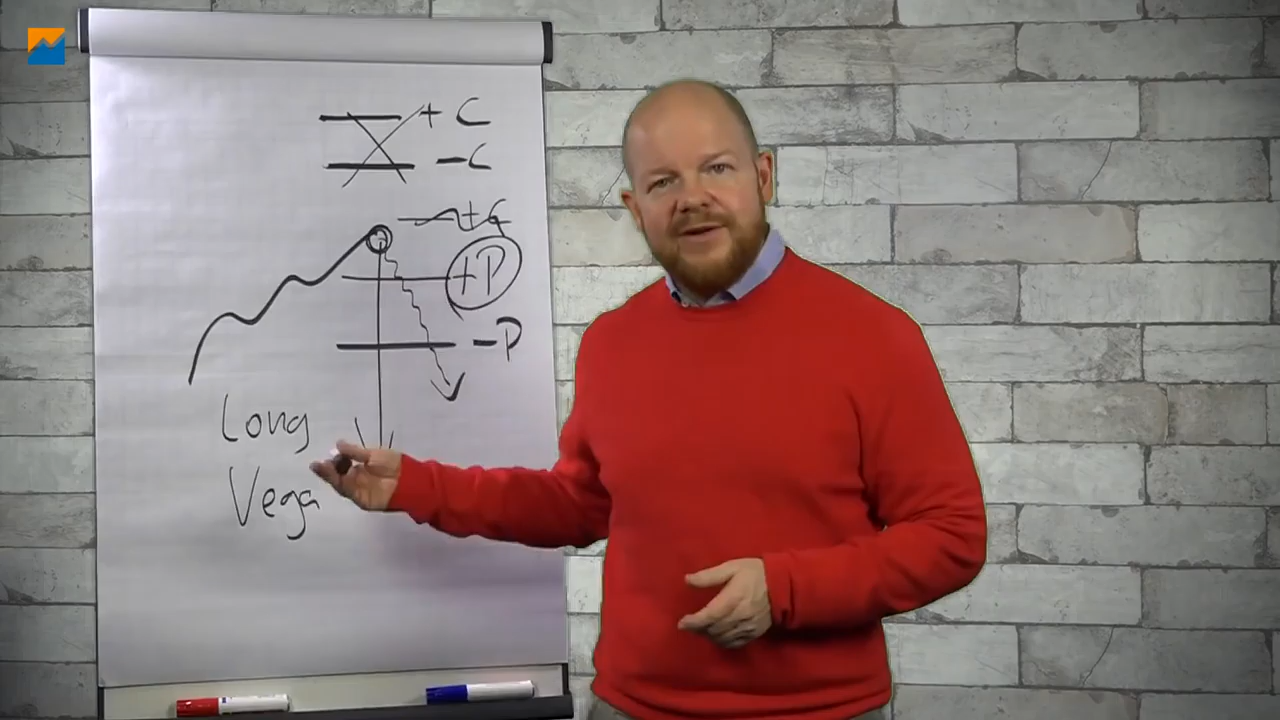 + C
- C
+ C
+P
- P
Long
Vega